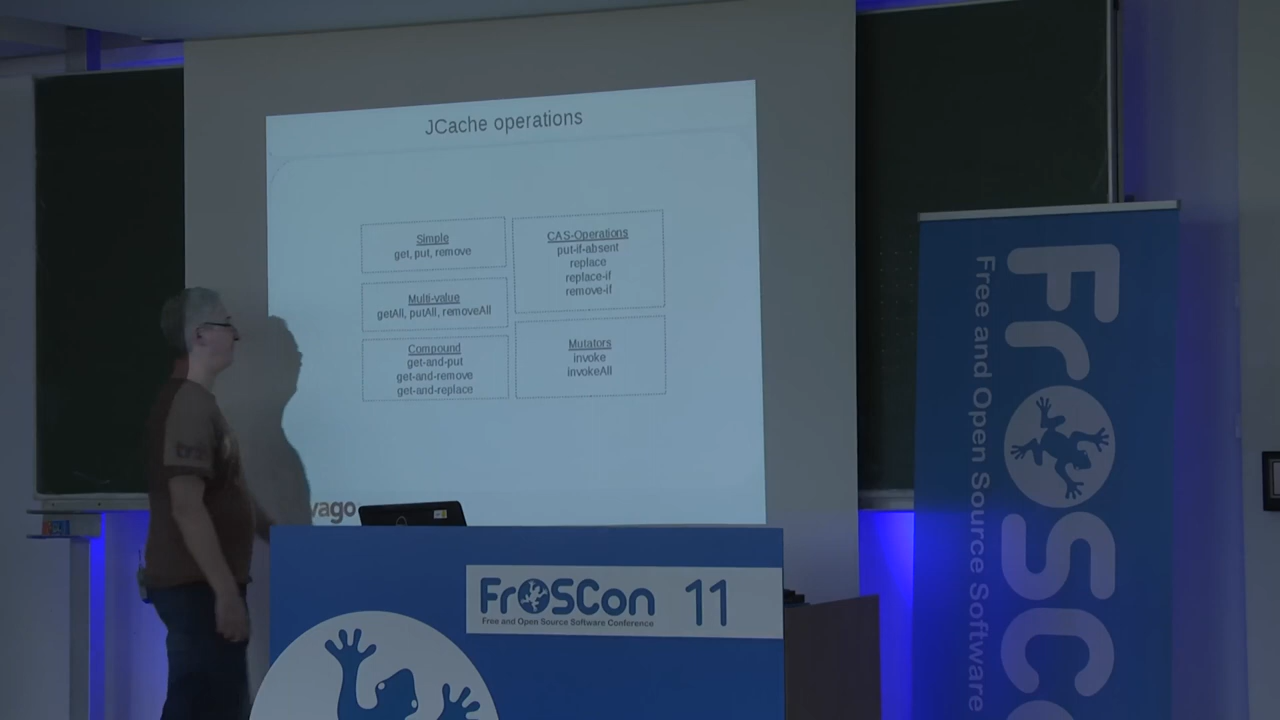 JCache operations
Simple
get, put, remove
Multi-value
getAll, putAll, removeAll
Compound
get-and-put
get-and-remove
get-and-replace
CAS-Operations
put-if-absent
replace
replace-if
remove-if
Mutators
invoke
invokeAll
vago
FrOSCon 11
Free and Open Source Software Conference
FrOSCo
Free and Open Source Software